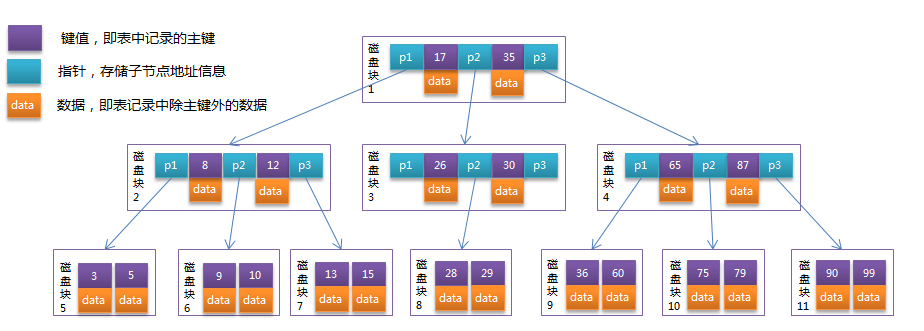 键值，即表中记录的主键
指针，存储子节点地址信息
data 数据，即表记录中除主键外的数据
磁盘块1
p1 17 p2 35 p3
data data
磁盘块2
p1 8 p2 12 p3
data data
磁盘块3
p1 26 p2 30 p3
data data
磁盘块4
p1 65 p2 87 p3
data data
磁盘块5
3 5
data data
磁盘块6
9 10
data data
磁盘块7
13 15
data data
磁盘块8
28 29
data data
磁盘块9
36 60
data data
磁盘块10
75 79
data data
磁盘块11
90 99
data data